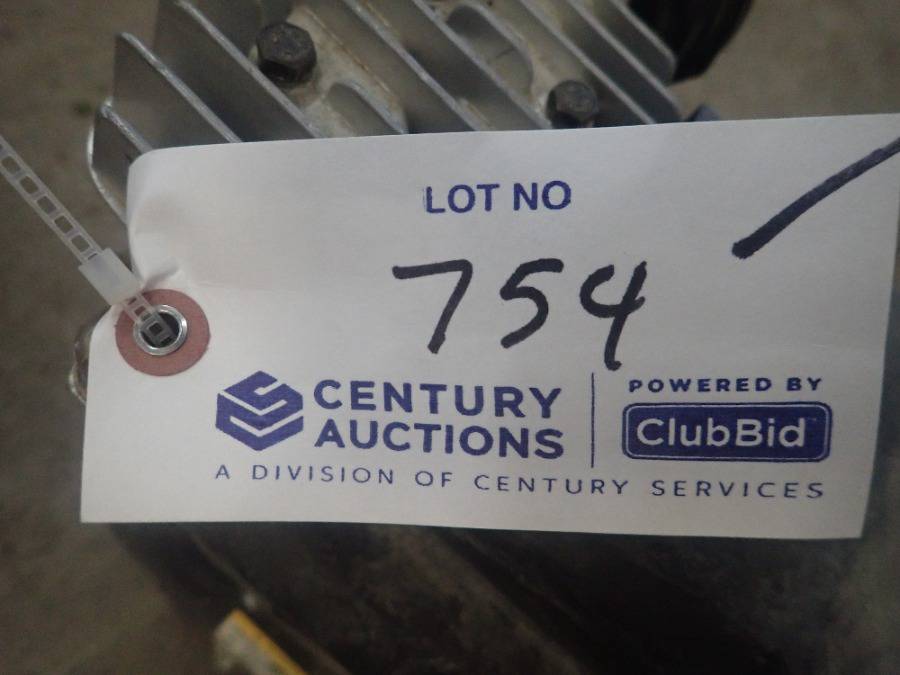 LOT NO
754
CENTURY
AUCTIONS
A DIVISION OF CENTURY SERVICES
POWERED BY
ClubBid